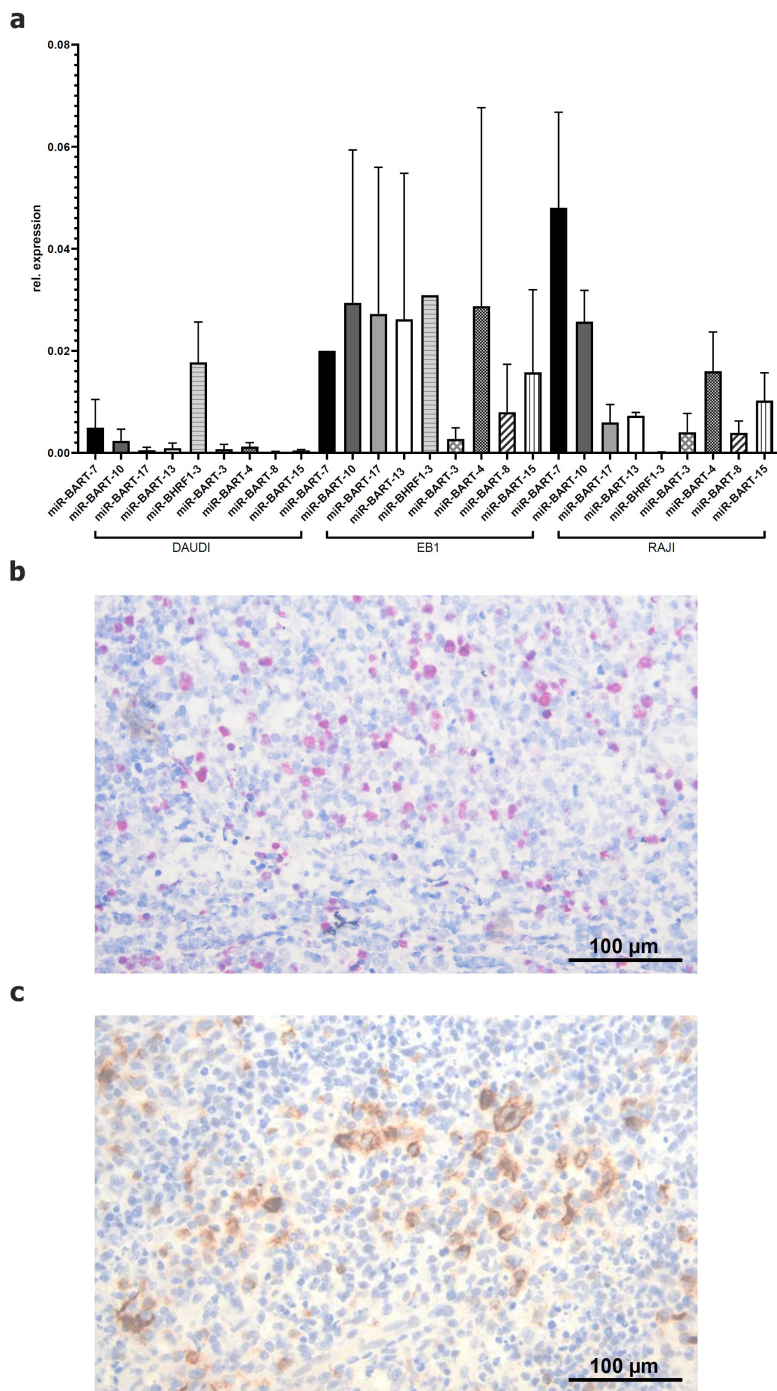 a
0.08
0.06
0.04
0.02
0.00
rel. expression
miR-BART-7
miR-BART-10
miR-BART-17
miR-BART-13
miR-BHRF1-3
miR-BART-3
miR-BART-4
miR-BART-8
miR-BART-15
miR-BART-7
miR-BART-10
miR-BART-17
miR-BART-13
miR-BHRF1-3
miR-BART-3
miR-BART-4
miR-BART-8
miR-BART-15
miR-BART-7
miR-BART-10
miR-BART-17
miR-BART-13
miR-BHRF1-3
miR-BART-3
miR-BART-4
miR-BART-8
miR-BART-15
DAUDI EB1 RAJI
b
100 µm
c
100 µm